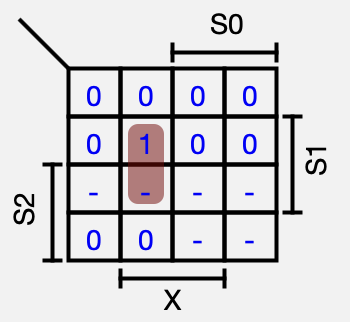 S0
0 0 0 0
0 1 0 0
S1
- - - -
S2
0 0 - -
X